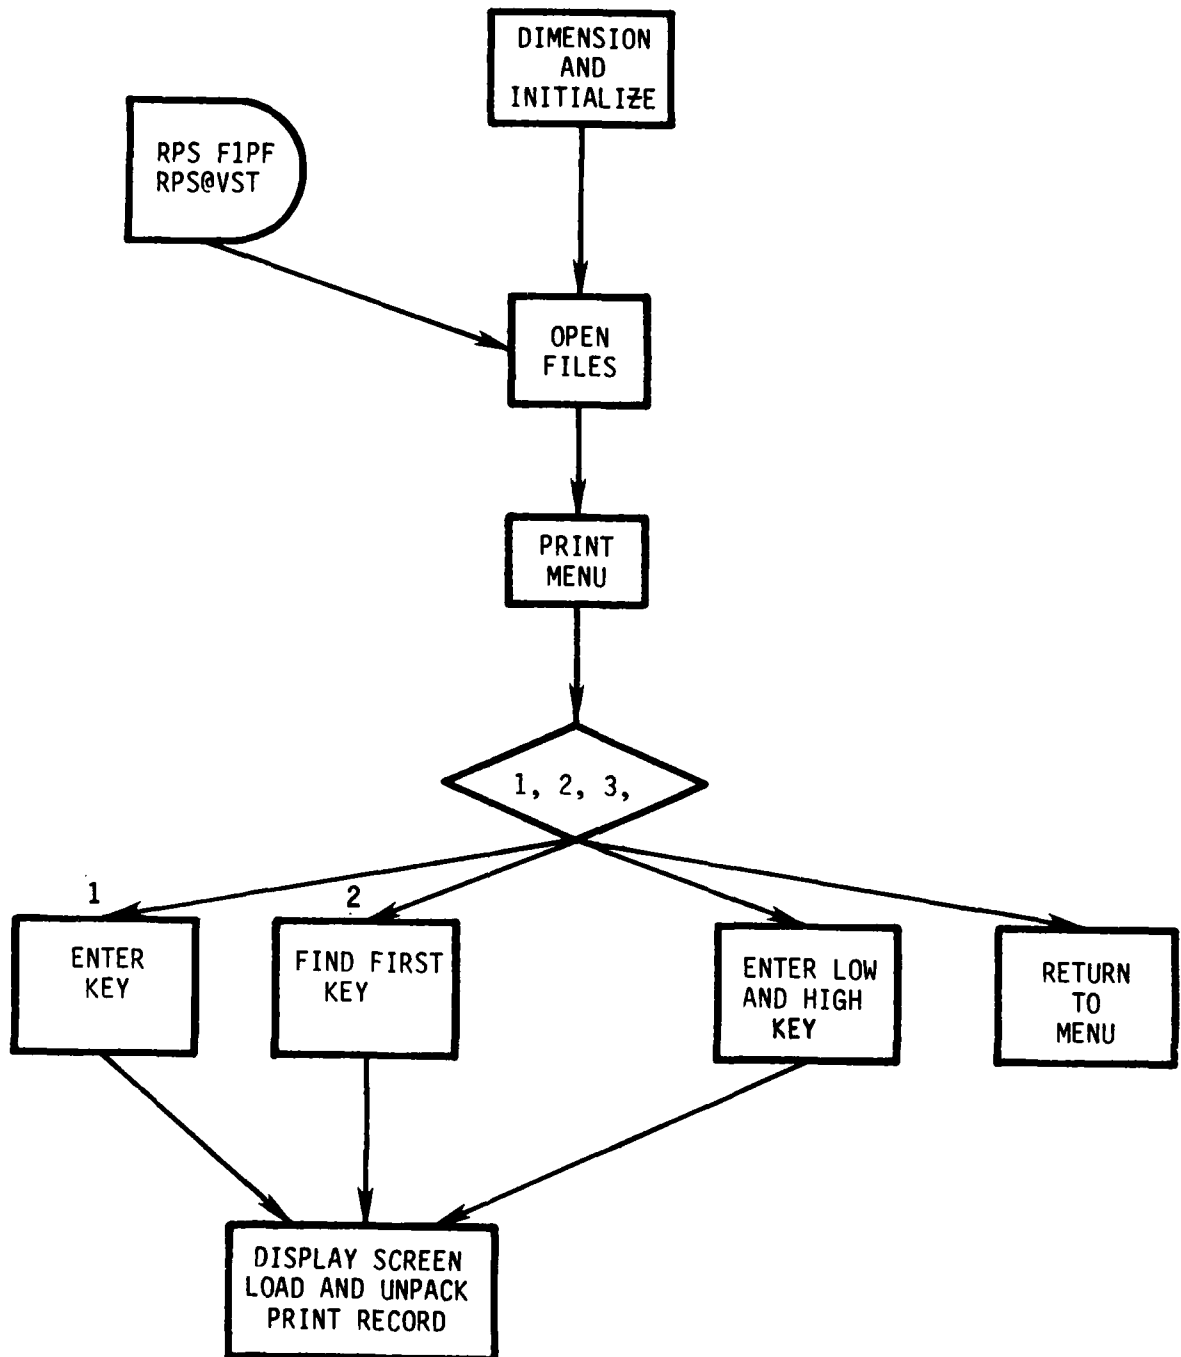 DIMENSION
AND
INITIALIZE
RPS F1PF
RPS@VST
OPEN
FILES
PRINT
MENU
1, 2, 3,
1
2
ENTER
KEY
FIND FIRST
KEY
ENTER LOW
AND HIGH
KEY
RETURN
TO
MENU
DISPLAY SCREEN
LOAD AND UNPACK
PRINT RECORD